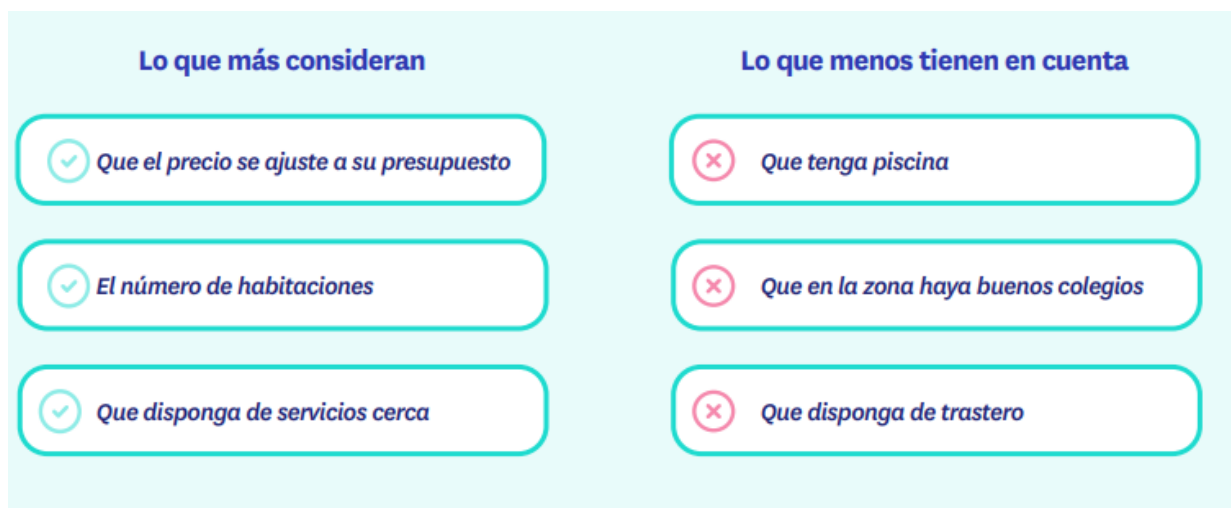 Lo que más consideran
Que el precio se ajuste a su presupuesto
El número de habitaciones
Que disponga de servicios cerca
Lo que menos tienen en cuenta
Que tenga piscina
Que en la zona haya buenos colegios
Que disponga de trastero